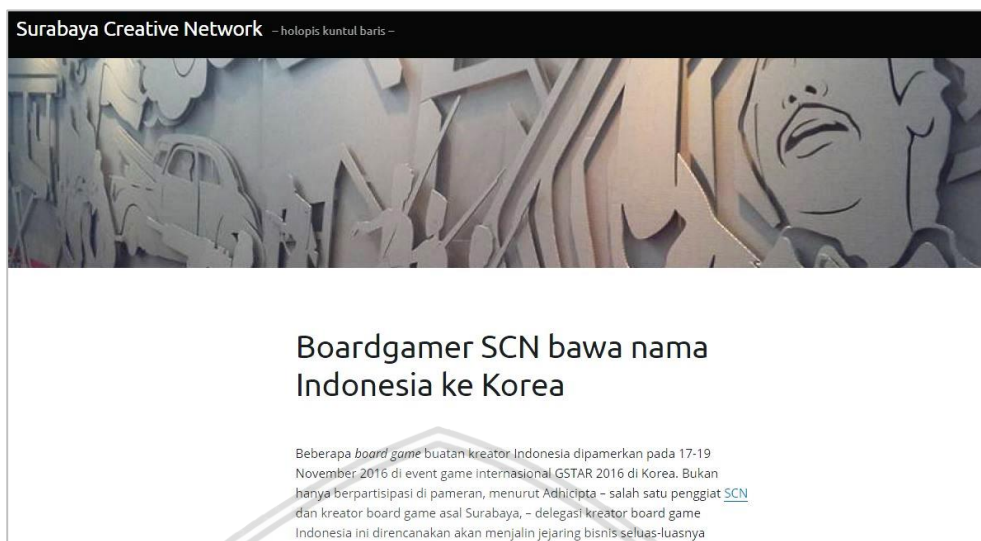 Surabaya Creative Network – holopis kuntul baris –
Boardgamer SCN bawa nama
Indonesia ke Korea
Beberapa board game buatan kreator Indonesia dipamerkan pada 17-19
November 2016 di event game internasional GSTAR 2016 di Korea. Bukan
hanya berpartisipasi di pameran, menurut Adhicipta – salah satu penggiat SCN
dan kreator board game asal Surabaya, – delegasi kreator board game
Indonesia ini direncanakan akan menjalin jejaring bisnis seluas-luasnya